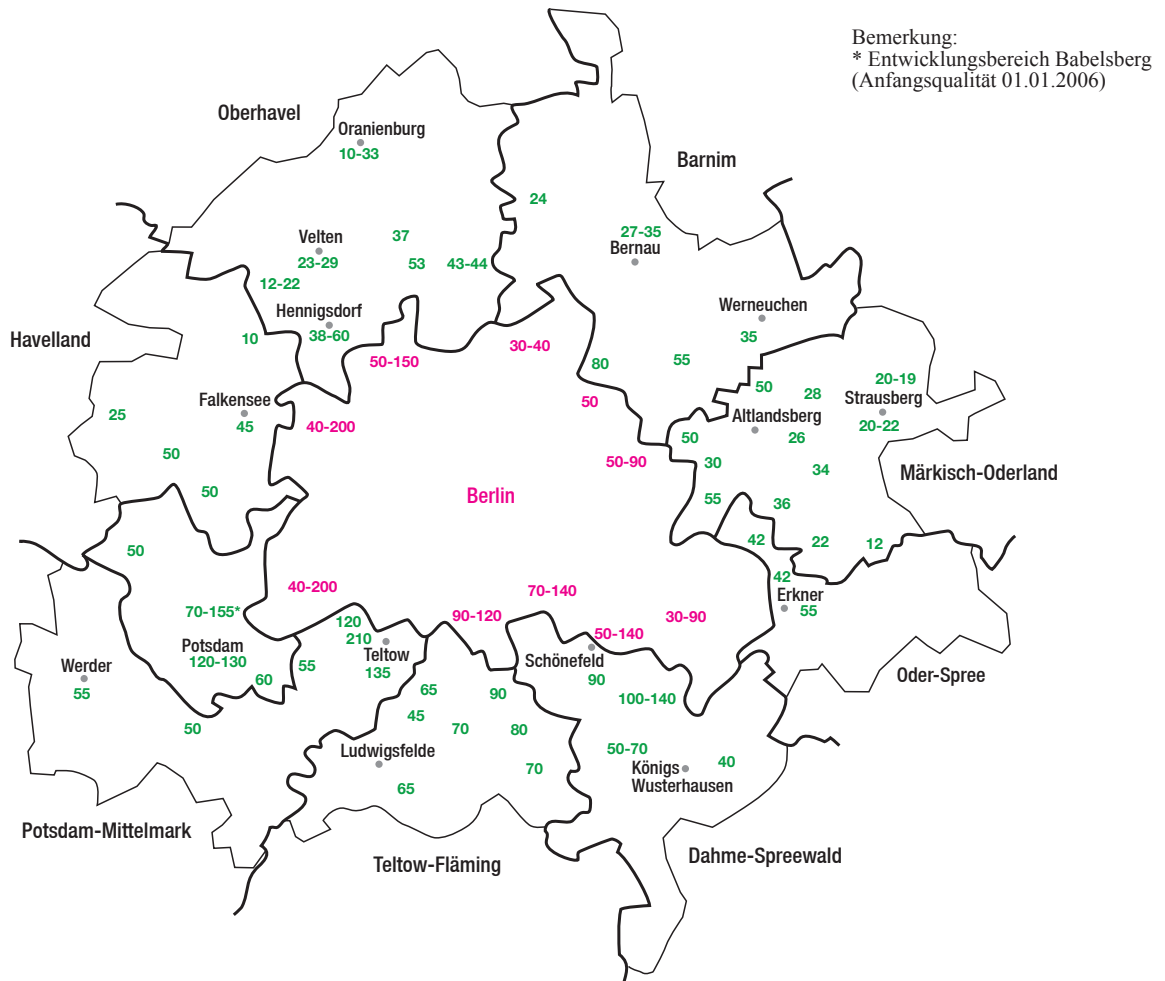 Bemerkung:
* Entwicklungsbereich Babelsberg
(Anfangsqualität 01.01.2006)
Oberhavel
Oranienburg
10-33
Barnim
24
27-35
Bernau
37
Velten
23-29
53
43-44
12-22
Hennigsdorf
38-60
10
Werneuchen
35
Havelland
50-150
30-40
80
55
50
50
28
20-19
Strausberg
20-22
Falkensee
45
25
40-200
Altlandsberg
26
50
50
50-90
30
34
Märkisch-Oderland
50
Berlin
55
36
50
42
22
12
42
Erkner
55
40-200
70-140
70-155*
120
90-120
30-90
210
Teltow
135
50-140
Schönefeld
90
Potsdam
120-130
60
55
Werder
55
Oder-Spree
65
90
100-140
50
45
70
80
Ludwigsfelde
65
70
50-70
40
Königs
Wusterhausen
Potsdam-Mittelmark
Teltow-Fläming
Dahme-Spreewald